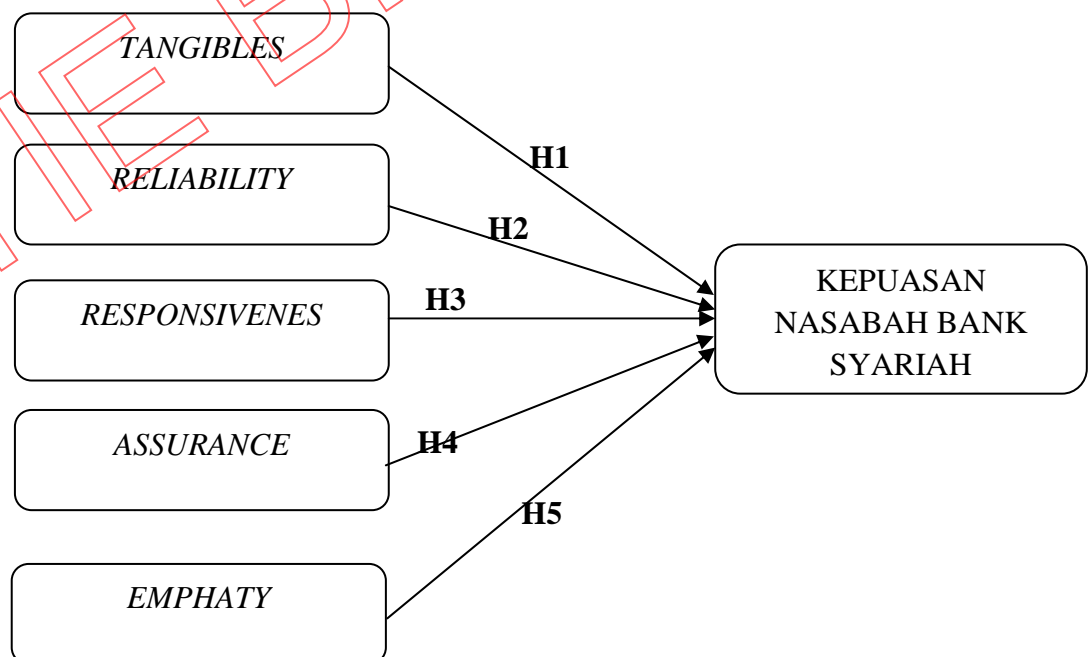 TANGIBLES
H1
RELIABILITY
H2
RESPONSIVENES
H3
KEPUASAN
NASABAH BANK
SYARIAH
ASSURANCE
H4
H5
EMPHATY